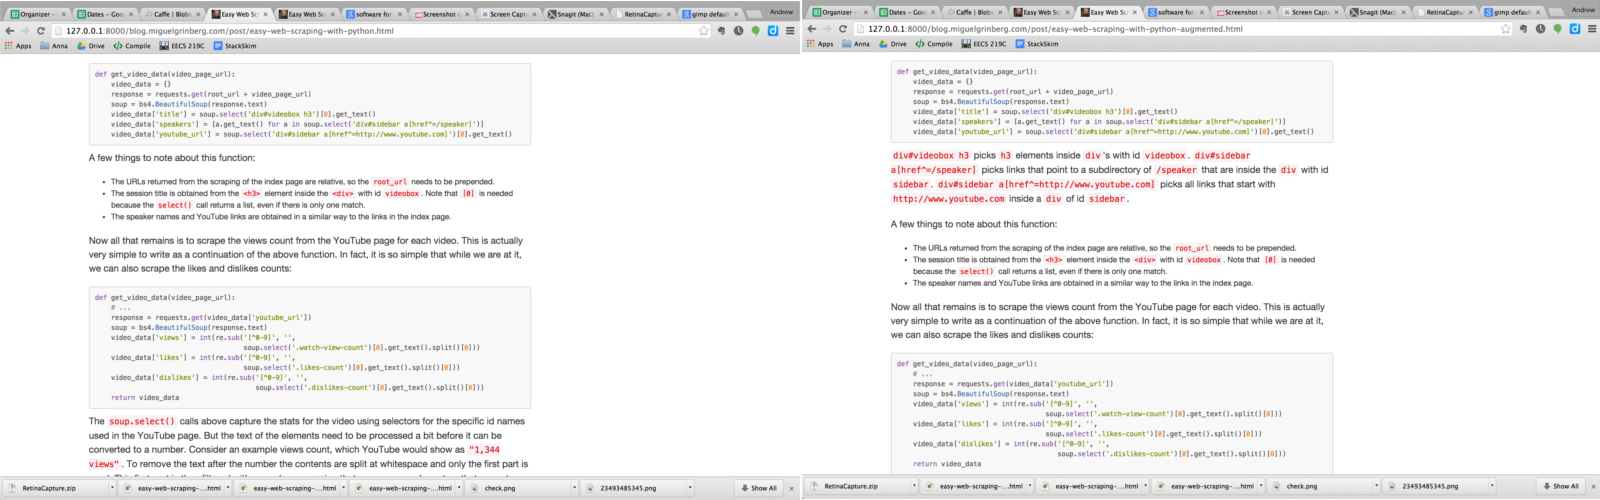 Organizer -
Dates - Goo
Caffe | Blobs
Easy Web Scr
Easy Web Scr
software for
Screenshot
Screen Capt
Snagit (Mac)
RetinaCaptur
gimp default
Andrew
127.0.0.1:8000/blog.miguelgrinberg.com/post/easy-web-scraping-with-python.html
Apps Anna Drive Compile EECS 219C StackSkim
def get_video_data(video_page_url):
video_data = {}
response = requests.get(root_url + video_page_url)
soup = bs4.BeautifulSoup(response.text)
video_data['title'] = soup.select('div#videobox h3')[0].get_text()
video_data['speakers'] = [a.get_text() for a in soup.select('div#sidebar a[href^=/speaker]')]
video_data['youtube_url'] = soup.select('div#sidebar a[href^=http://www.youtube.com]')[0].get_text()
A few things to note about this function:
• The URLs returned from the scraping of the index page are relative, so the root_url needs to be prepended.
• The session title is obtained from the <h3> element inside the <div> with id videobox. Note that [0] is needed
because the select() call returns a list, even if there is only one match.
• The speaker names and YouTube links are obtained in a similar way to the links in the index page.
Now all that remains is to scrape the views count from the YouTube page for each video. This is actually
very simple to write as a continuation of the above function. In fact, it is so simple that while we are at it,
we can also scrape the likes and dislikes counts:
def get_video_data(video_page_url):
# ...
response = requests.get(video_data['youtube_url'])
soup = bs4.BeautifulSoup(response.text)
video_data['views'] = int(re.sub('[^0-9]', '',
soup.select('.watch-view-count')[0].get_text().split()[0]))
video_data['likes'] = int(re.sub('[^0-9]', '',
soup.select('.likes-count')[0].get_text().split()[0]))
video_data['dislikes'] = int(re.sub('[^0-9]', '',
soup.select('.dislikes-count')[0].get_text().split()[0]))
return video_data
The soup.select() calls above capture the stats for the video using selectors for the specific id names
used in the YouTube page. But the text of the elements need to be processed a bit before it can be
converted to a number. Consider an example views count, which YouTube would show as "1,344
views". To remove the text after the number the contents are split at whitespace and only the first part is
RetinaCapture.zip
easy-web-scraping-....html
easy-web-scraping-....html
easy-web-scraping-....html
check.png
23493485345.png
Show All
Organizer -
Dates - Goo
Caffe | Blobs
Easy Web Scr
Easy Web Scr
software for
Screenshot
Screen Capt
Snagit (Mac)
RetinaCaptur
gimp default
Andrew
127.0.0.1:8000/blog.miguelgrinberg.com/post/easy-web-scraping-with-python-augmented.html
Apps Anna Drive Compile EECS 219C StackSkim
def get_video_data(video_page_url):
video_data = {}
response = requests.get(root_url + video_page_url)
soup = bs4.BeautifulSoup(response.text)
video_data['title'] = soup.select('div#videobox h3')[0].get_text()
video_data['speakers'] = [a.get_text() for a in soup.select('div#sidebar a[href^=/speaker]')]
video_data['youtube_url'] = soup.select('div#sidebar a[href^=http://www.youtube.com]')[0].get_text()
div#videobox h3 picks h3 elements inside div 's with id videobox. div#sidebar
a[href^=/speaker] picks links that point to a subdirectory of /speaker that are inside the div with id
sidebar. div#sidebar a[href^=http://www.youtube.com] picks all links that start with
http://www.youtube.com inside a div of id sidebar.
A few things to note about this function:
• The URLs returned from the scraping of the index page are relative, so the root_url needs to be prepended.
• The session title is obtained from the <h3> element inside the <div> with id videobox. Note that [0] is needed
because the select() call returns a list, even if there is only one match.
• The speaker names and YouTube links are obtained in a similar way to the links in the index page.
Now all that remains is to scrape the views count from the YouTube page for each video. This is actually
very simple to write as a continuation of the above function. In fact, it is so simple that while we are at it,
we can also scrape the likes and dislikes counts:
def get_video_data(video_page_url):
# ...
response = requests.get(video_data['youtube_url'])
soup = bs4.BeautifulSoup(response.text)
video_data['views'] = int(re.sub('[^0-9]', '',
soup.select('.watch-view-count')[0].get_text().split()[0]))
video_data['likes'] = int(re.sub('[^0-9]', '',
soup.select('.likes-count')[0].get_text().split()[0]))
video_data['dislikes'] = int(re.sub('[^0-9]', '',
soup.select('.dislikes-count')[0].get_text().split()[0]))
return video_data
RetinaCapture.zip
easy-web-scraping-....html
easy-web-scraping-....html
easy-web-scraping-....html
check.png
23493485345.png
Show All